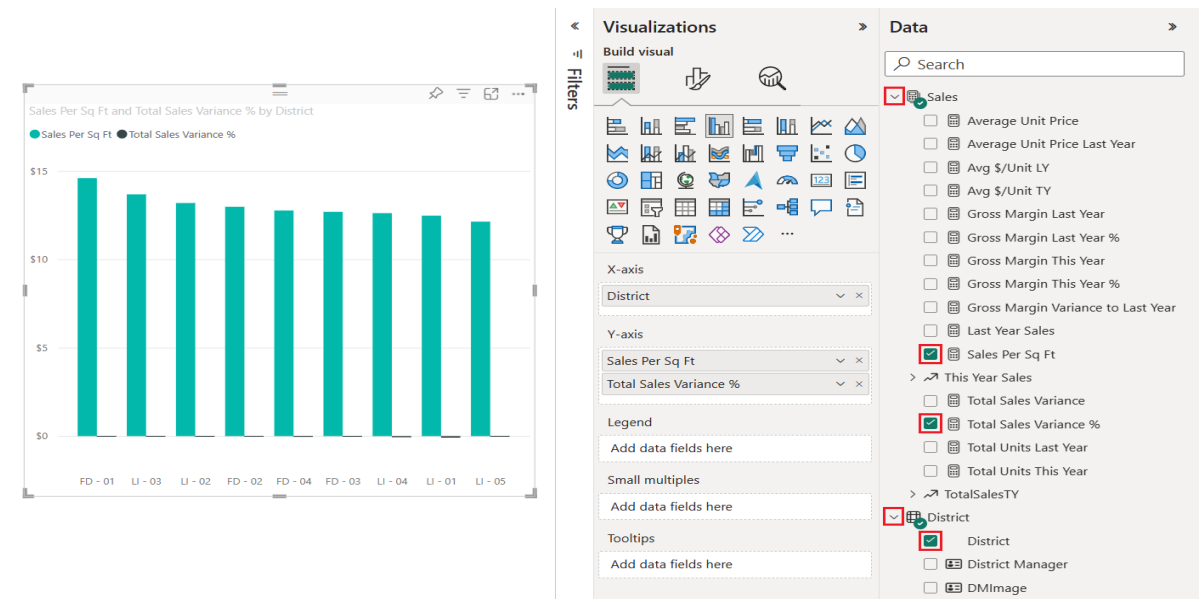 Sales Per Sq Ft and Total Sales Variance % by District
Sales Per Sq Ft Total Sales Variance %
$15
$10
$5
$0
FD - 01 LI - 03 LI - 02 FD - 02 FD - 04 FD - 03 LI - 04 LI - 01 LI - 05
Filters
Visualizations
Build visual
123
X-axis
District
Y-axis
Sales Per Sq Ft
Total Sales Variance %
Legend
Add data fields here
Small multiples
Add data fields here
Tooltips
Add data fields here
Data
Search
Sales
Average Unit Price
Average Unit Price Last Year
Avg $/Unit LY
Avg $/Unit TY
Gross Margin Last Year
Gross Margin Last Year %
Gross Margin This Year
Gross Margin This Year %
Gross Margin Variance to Last Year
Last Year Sales
Sales Per Sq Ft
This Year Sales
Total Sales Variance
Total Sales Variance %
Total Units Last Year
Total Units This Year
TotalSalesTY
District
District
District Manager
DMImage